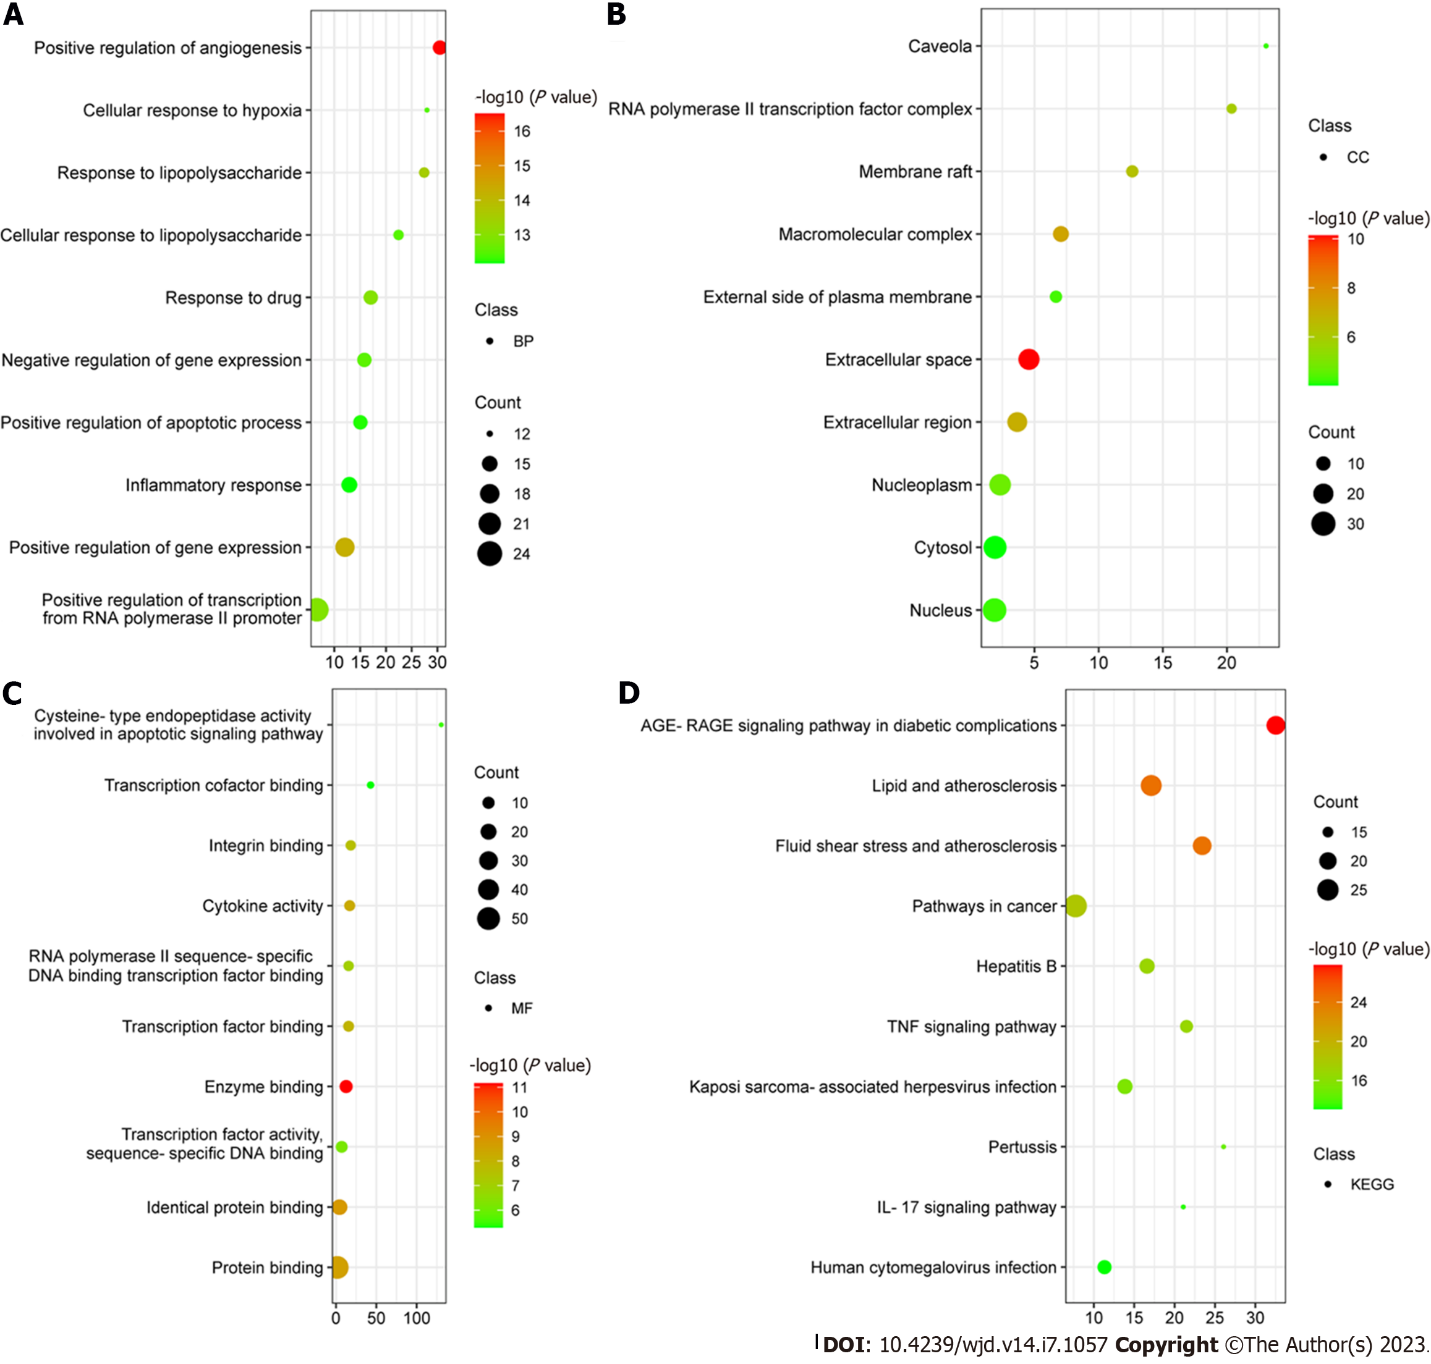 A
Positive regulation of angiogenesis
Cellular response to hypoxia
Response to lipopolysaccharide
Cellular response to lipopolysaccharide
Response to drug
Negative regulation of gene expression
Positive regulation of apoptotic process
Inflammatory response
Positive regulation of gene expression
Positive regulation of transcription
from RNA polymerase II promoter
10 15 20 25 30
-log10 (P value)
16
15
14
13
Class
BP
Count
12
15
18
21
24
B
Caveola
RNA polymerase II transcription factor complex
Membrane raft
Macromolecular complex
External side of plasma membrane
Extracellular space
Extracellular region
Nucleoplasm
Cytosol
Nucleus
5 10 15 20
Class
CC
-log10 (P value)
10
8
6
Count
10
20
30
C
Cysteine- type endopeptidase activity
involved in apoptotic signaling pathway
Transcription cofactor binding
Integrin binding
Cytokine activity
RNA polymerase II sequence- specific
DNA binding transcription factor binding
Transcription factor binding
Enzyme binding
Transcription factor activity,
sequence- specific DNA binding
Identical protein binding
Protein binding
0 50 100
Count
10
20
30
40
50
Class
MF
-log10 (P value)
11
10
9
8
7
6
D
AGE- RAGE signaling pathway in diabetic complications
Lipid and atherosclerosis
Fluid shear stress and atherosclerosis
Pathways in cancer
Hepatitis B
TNF signaling pathway
Kaposi sarcoma- associated herpesvirus infection
Pertussis
IL- 17 signaling pathway
Human cytomegalovirus infection
10 15 20 25 30
Count
15
20
25
-log10 (P value)
24
20
16
Class
KEGG
DOI: 10.4239/wjd.v14.i7.1057 Copyright ©The Author(s) 2023.